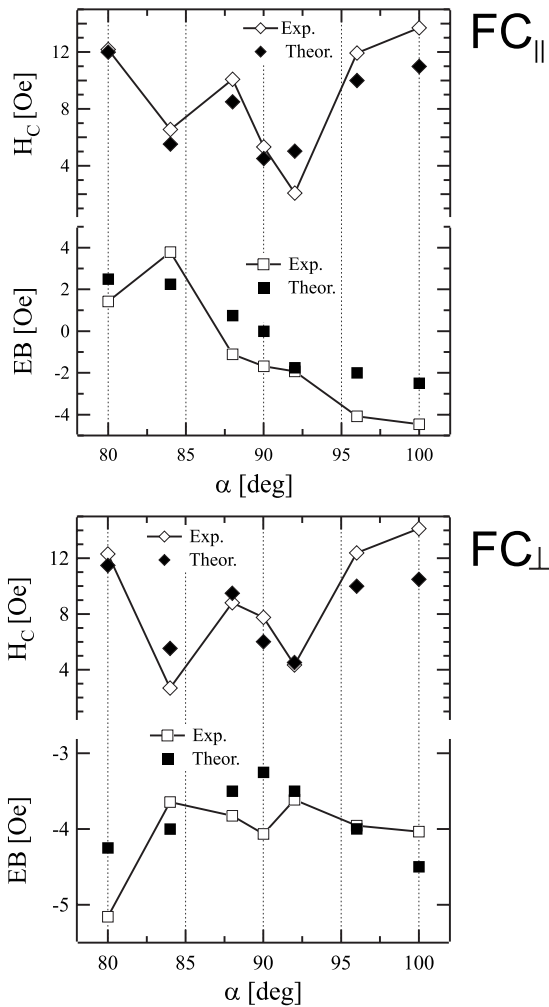 FC||
Exp.
Theor.
12
8
4
H_C [Oe]
Exp.
Theor.
4
2
0
-2
-4
EB [Oe]
80 85 90 95 100
α [deg]
FC⊥
Exp.
Theor.
12
8
4
H_C [Oe]
Exp.
Theor.
-3
-4
-5
EB [Oe]
80 85 90 95 100
α [deg]